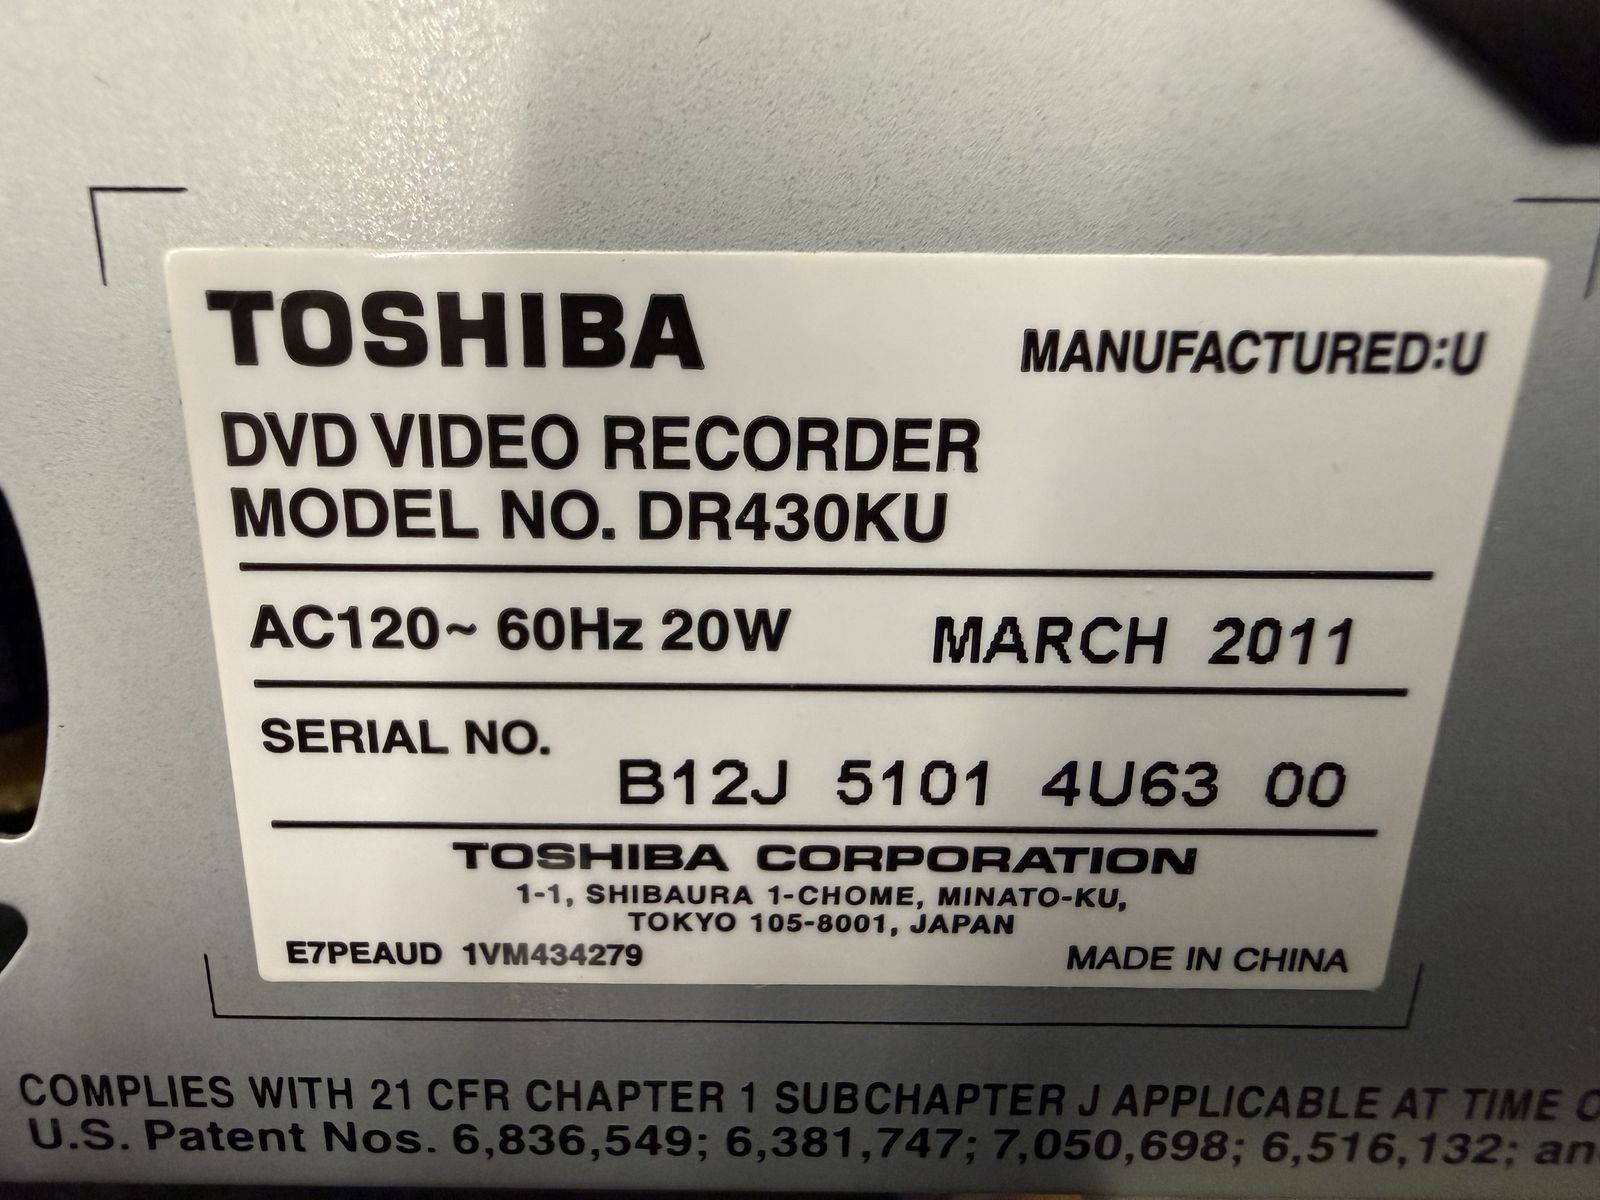 TOSHIBA
MANUFACTURED:U
DVD VIDEO RECORDER
MODEL NO. DR430KU
AC120~ 60Hz 20W MARCH 2011
SERIAL NO.
B12J 5101 4U63 00
TOSHIBA CORPORATION
1-1, SHIBAURA 1-CHOME, MINATO-KU,
TOKYO 105-8001, JAPAN
E7PEAUD 1VM434279 MADE IN CHINA
COMPLIES WITH 21 CFR CHAPTER 1 SUBCHAPTER J APPLICABLE AT TIME
U.S. Patent Nos. 6,836,549; 6,381,747; 7,050,698; 6,516,132;